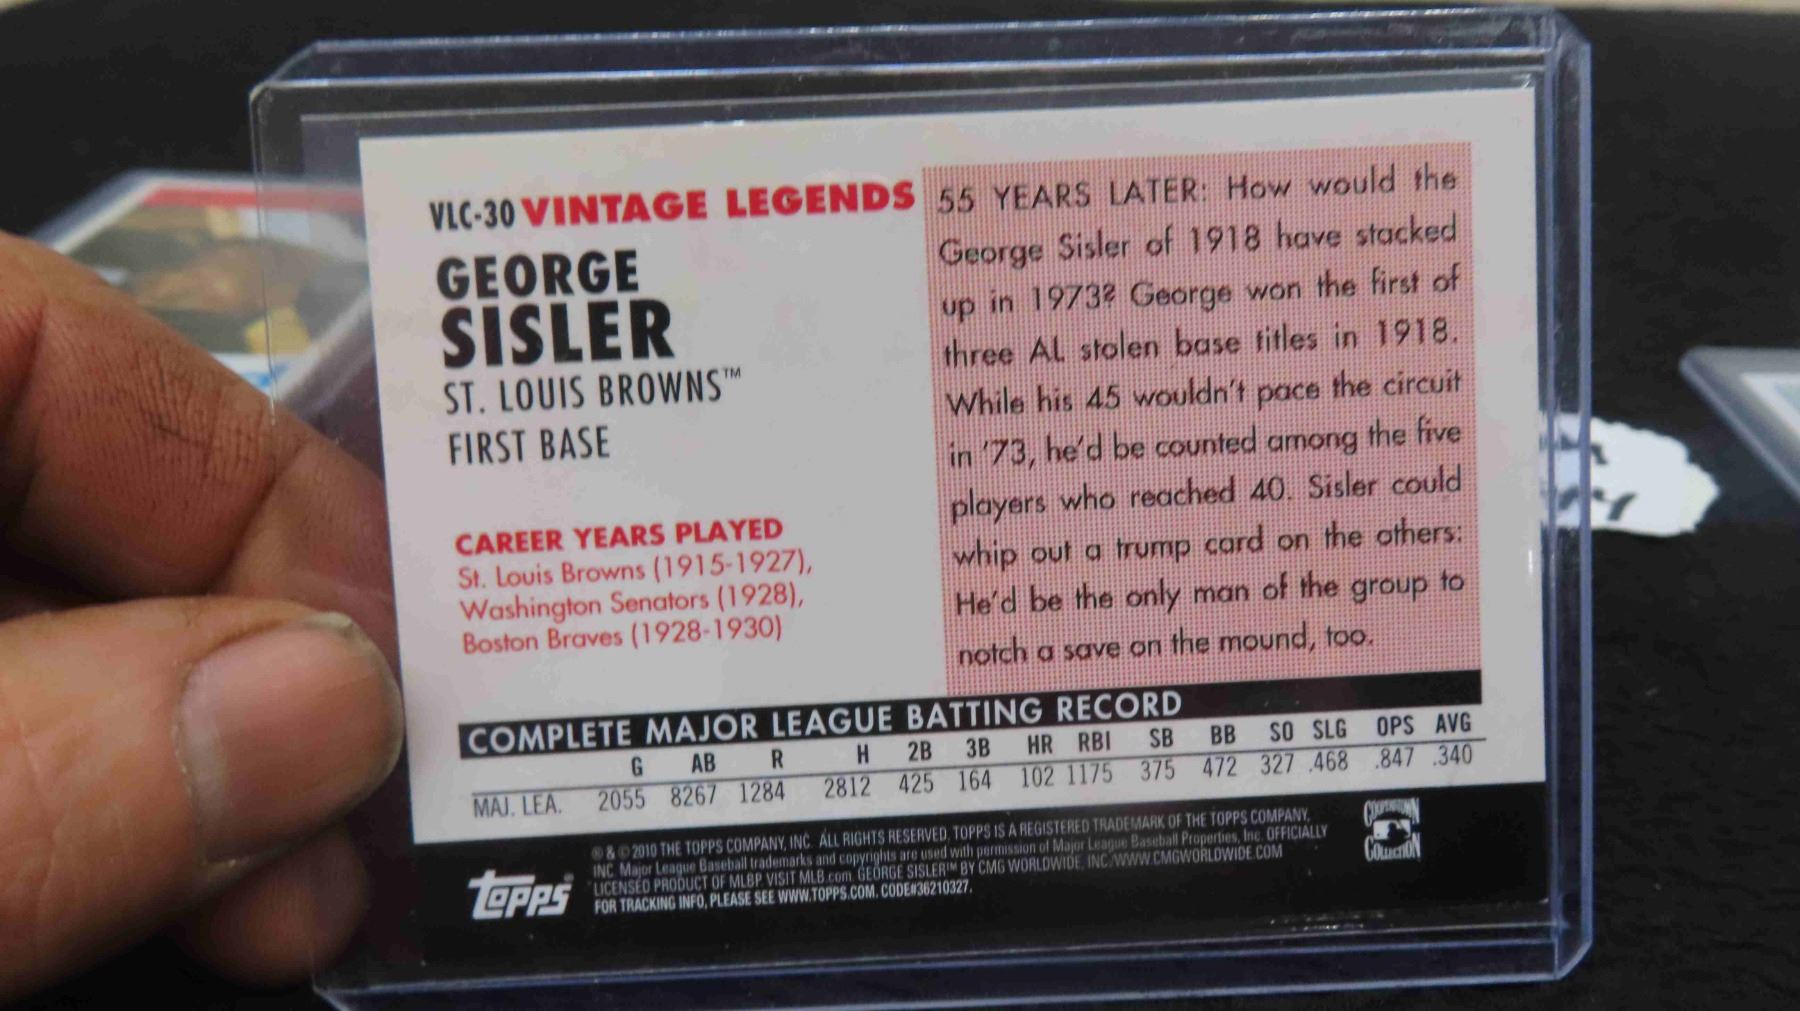 VLC-30 VINTAGE LEGENDS
GEORGE
SISLER
ST. LOUIS BROWNS™
FIRST BASE
CAREER YEARS PLAYED
St. Louis Browns (1915-1927),
Washington Senators (1928),
Boston Braves (1928-1930)
55 YEARS LATER: How would the
George Sisler of 1918 have stacked
up in 1973? George won the first of
three AL stolen base titles in 1918.
While his 45 wouldn't pace the circuit
in '73, he'd be counted among the five
players who reached 40. Sisler could
whip out a trump card on the others:
He'd be the only man of the group to
notch a save on the mound, too.
COMPLETE MAJOR LEAGUE BATTING RECORD
G AB R H 2B 3B HR RBI SB BB SO SLG OPS AVG
MAJ. LEA. 2055 8267 1284 2812 425 164 102 1175 375 472 327 .468 .847 .340
® & © 2010 THE TOPPS COMPANY, INC. ALL RIGHTS RESERVED. TOPPS IS A REGISTERED TRADEMARK OF THE TOPPS COMPANY,
INC. Major League Baseball trademarks and copyrights are used with permission of Major League Baseball Properties, Inc. OFFICIALLY
LICENSED PRODUCT OF MLBP VISIT MLB.com. GEORGE SISLER™ BY CMG WORLDWIDE, INC./WWW.CMGWORLDWIDE.COM
FOR TRACKING INFO, PLEASE SEE WWW.TOPPS.COM. CODE#36210327.
Topps®
COOPERSTOWN
COLLECTION